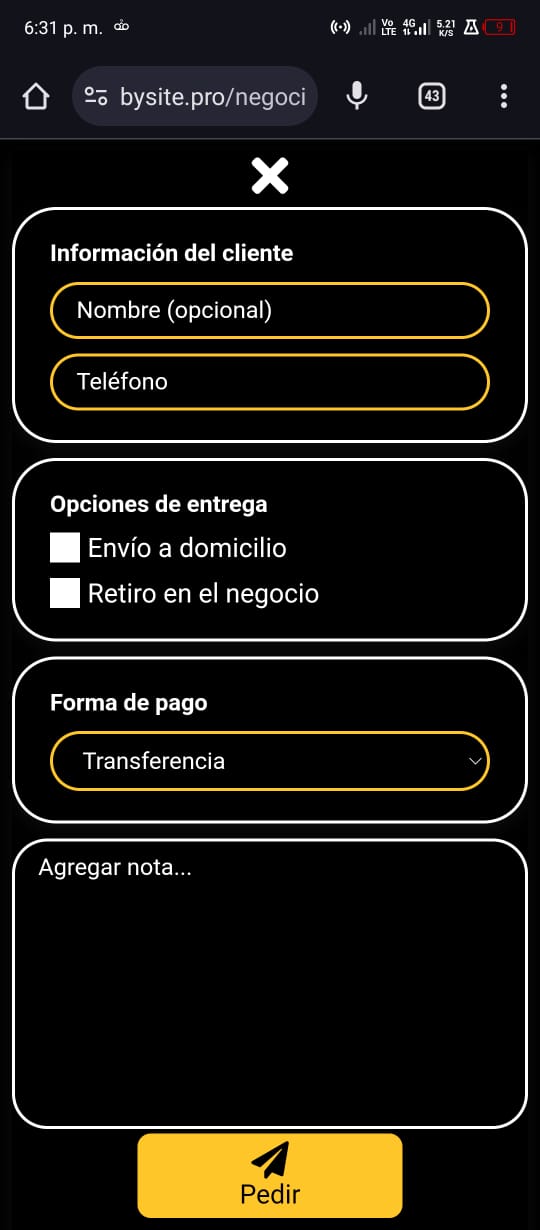 6:31 p. m.
Vo LTE 4G 5.21 K/S 9
bysite.pro/negoci
43
Información del cliente
Nombre (opcional)
Teléfono
Opciones de entrega
Envío a domicilio
Retiro en el negocio
Forma de pago
Transferencia
Agregar nota...
Pedir